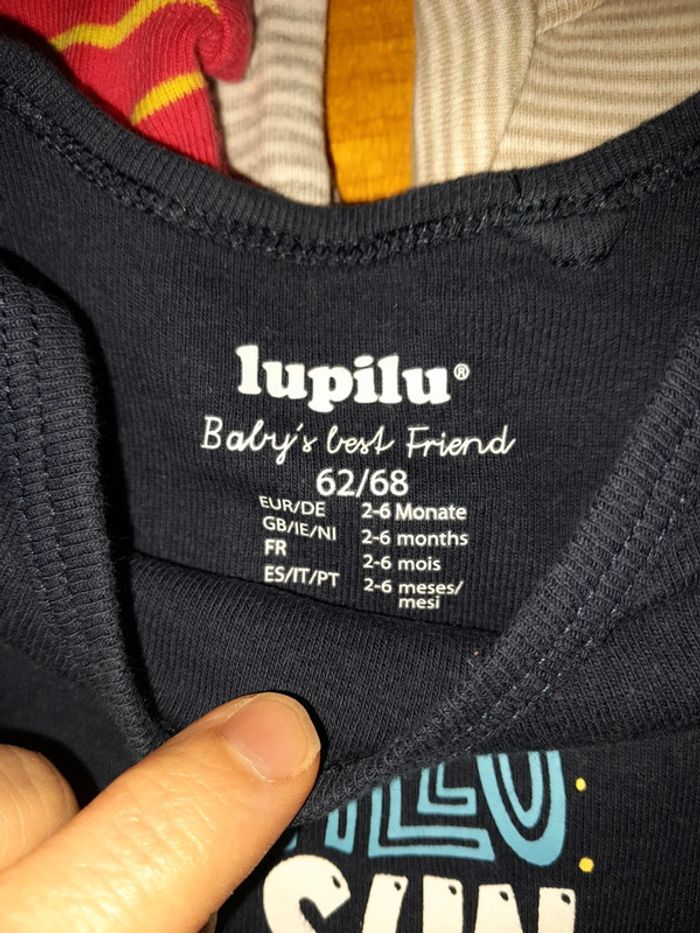 lupilu®
Baby's best Friend
62/68
EUR/DE 2-6 Monate
GB/IE/NI 2-6 months
FR 2-6 mois
ES/IT/PT 2-6 meses/
mesi
SUN